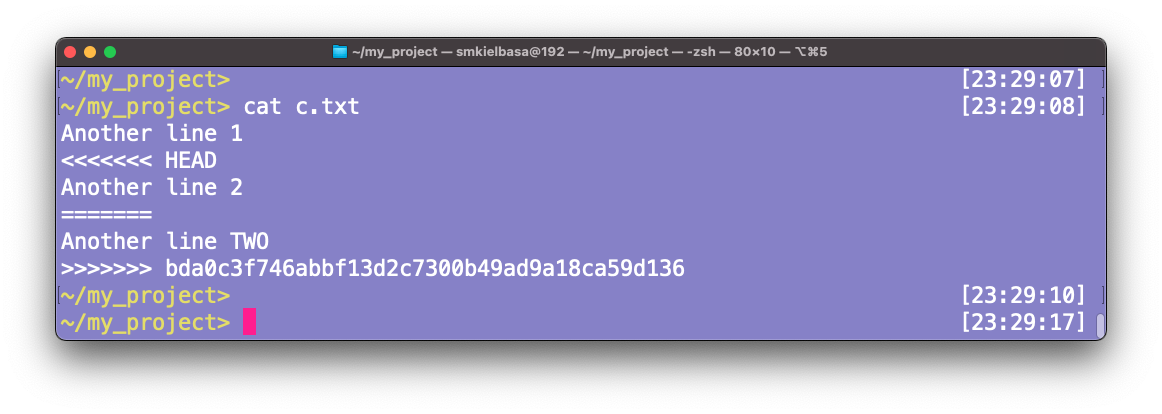 ~/my_project — smkielbasa@192 — ~/my_project — -zsh — 80×10 — ⌥⌘5
~/my_project> [23:29:07]
~/my_project> cat c.txt [23:29:08]
Another line 1
<<<<<<< HEAD
Another line 2
=======
Another line TWO
>>>>>>> bda0c3f746abbf13d2c7300b49ad9a18ca59d136
~/my_project> [23:29:10]
~/my_project> [23:29:17]